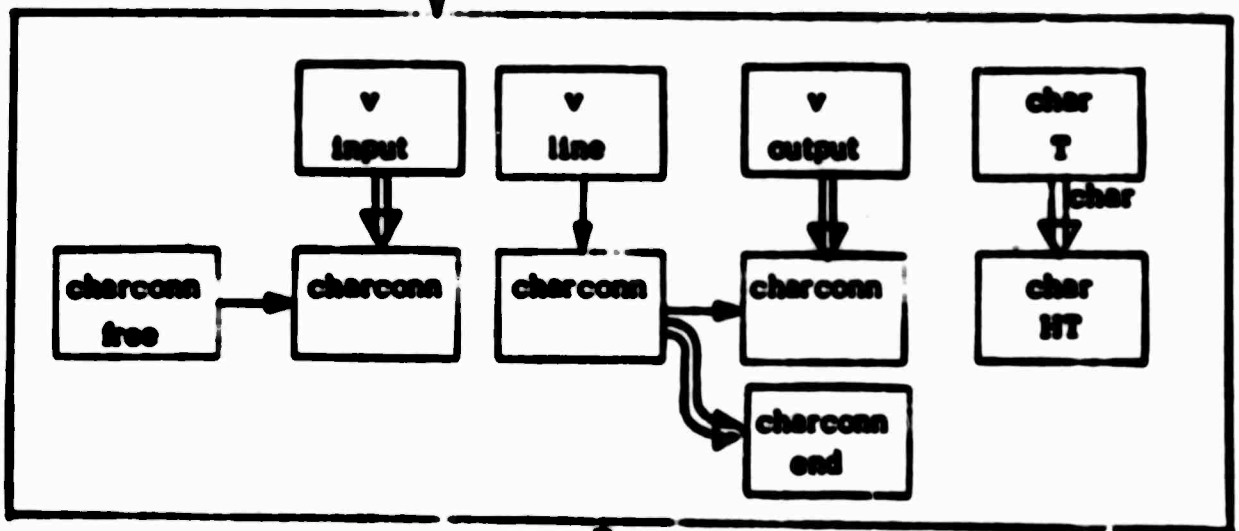 v
input
v
line
v
output
char
T
char
charconn
free
charconn
charconn
charconn
char
HT
charconn
end